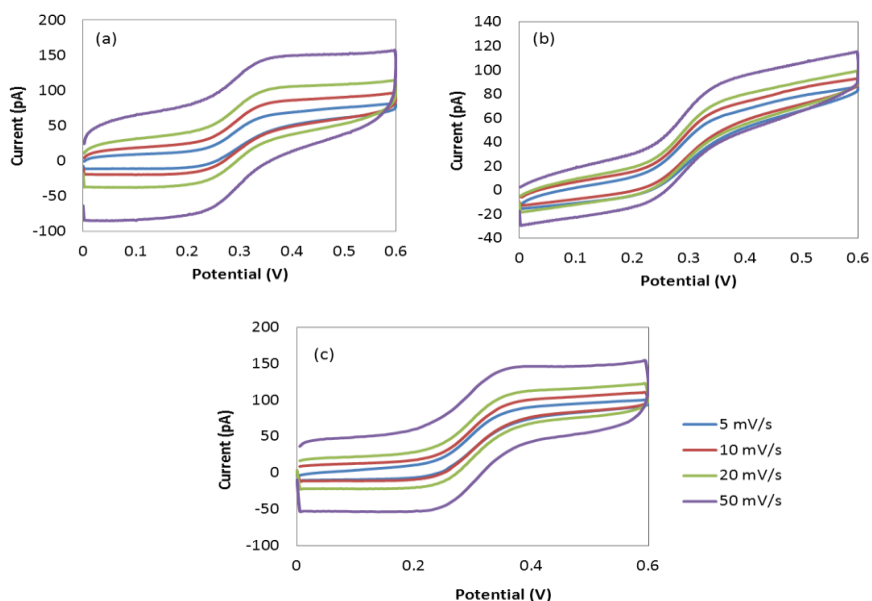 (a)
200
150
100
50
0
-50
-100
0 0.1 0.2 0.3 0.4 0.5 0.6
Current (pA)
Potential (V)
(b)
140
120
100
80
60
40
20
0
-20
-40
0 0.1 0.2 0.3 0.4 0.5 0.6
Current (pA)
Potential (V)
(c)
200
150
100
50
0
-50
-100
0 0.2 0.4 0.6
Current (pA)
Potential (V)
5 mV/s
10 mV/s
20 mV/s
50 mV/s